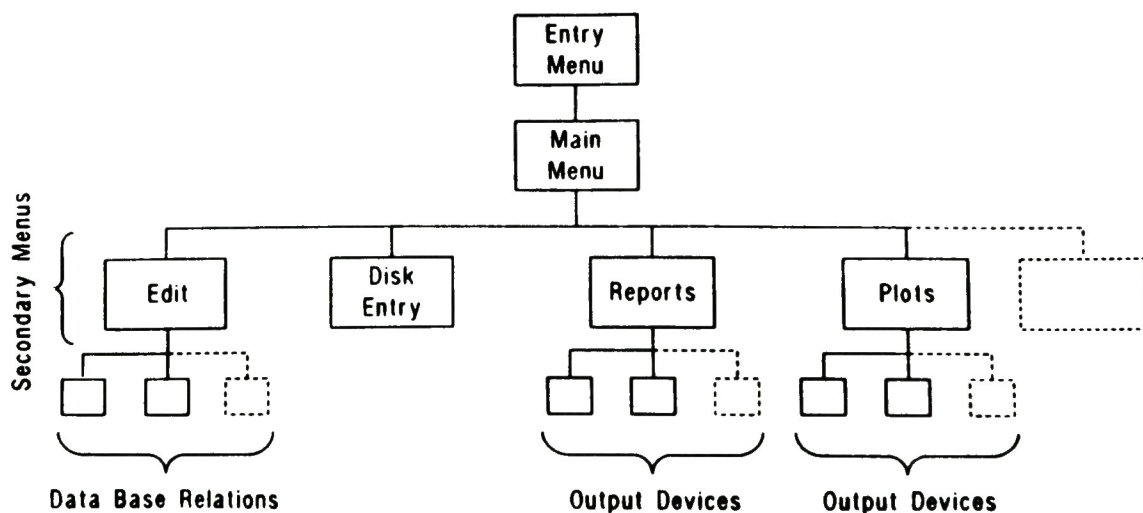 Entry
Menu
Main
Menu
Secondary Menus
Edit
Disk
Entry
Reports
Plots
Data Base Relations
Output Devices
Output Devices